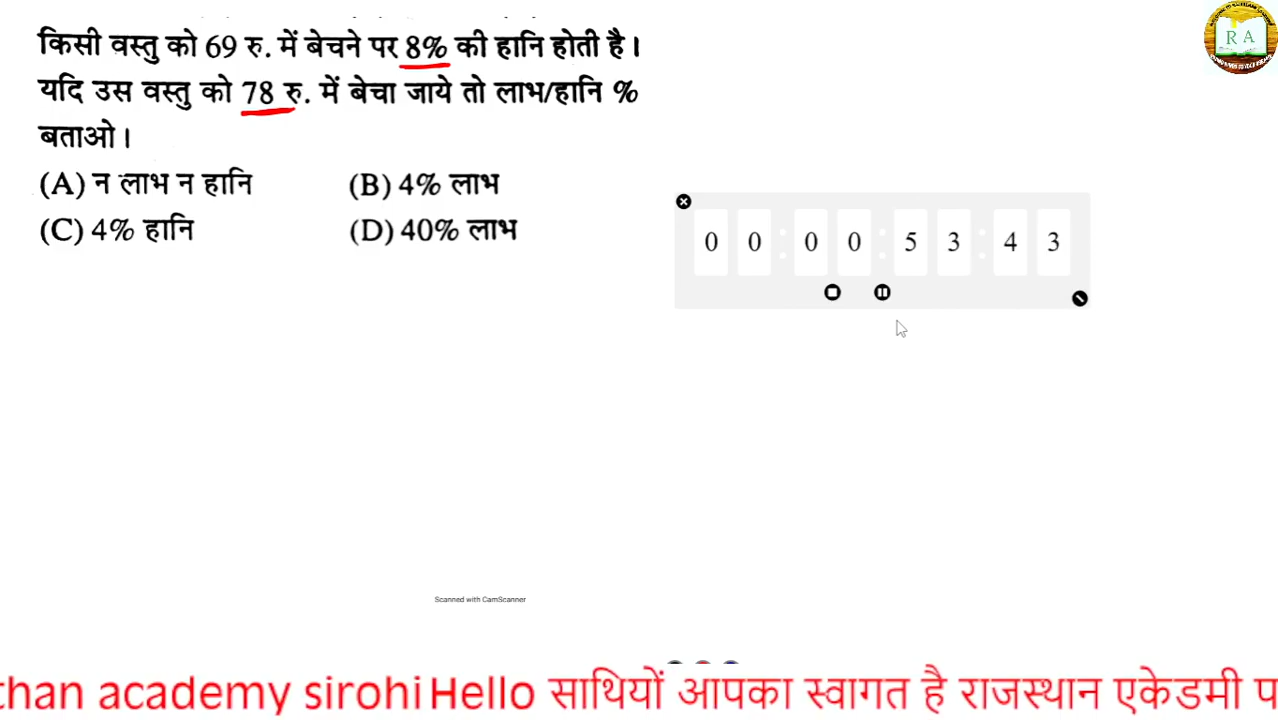 किसी वस्तु को 69 रु. में बेचने पर 8% की हानि होती है।
यदि उस वस्तु को 78 रु. में बेचा जाये तो लाभ/हानि %
बताओ।
(A) न लाभ न हानि (B) 4% लाभ
(C) 4% हानि (D) 40% लाभ
0 0 : 0 0 : 5 3 : 4 3
R A
Scanned with CamScanner
than academy sirohi Hello साथियों आपका स्वागत है राजस्थान एकेडमी प